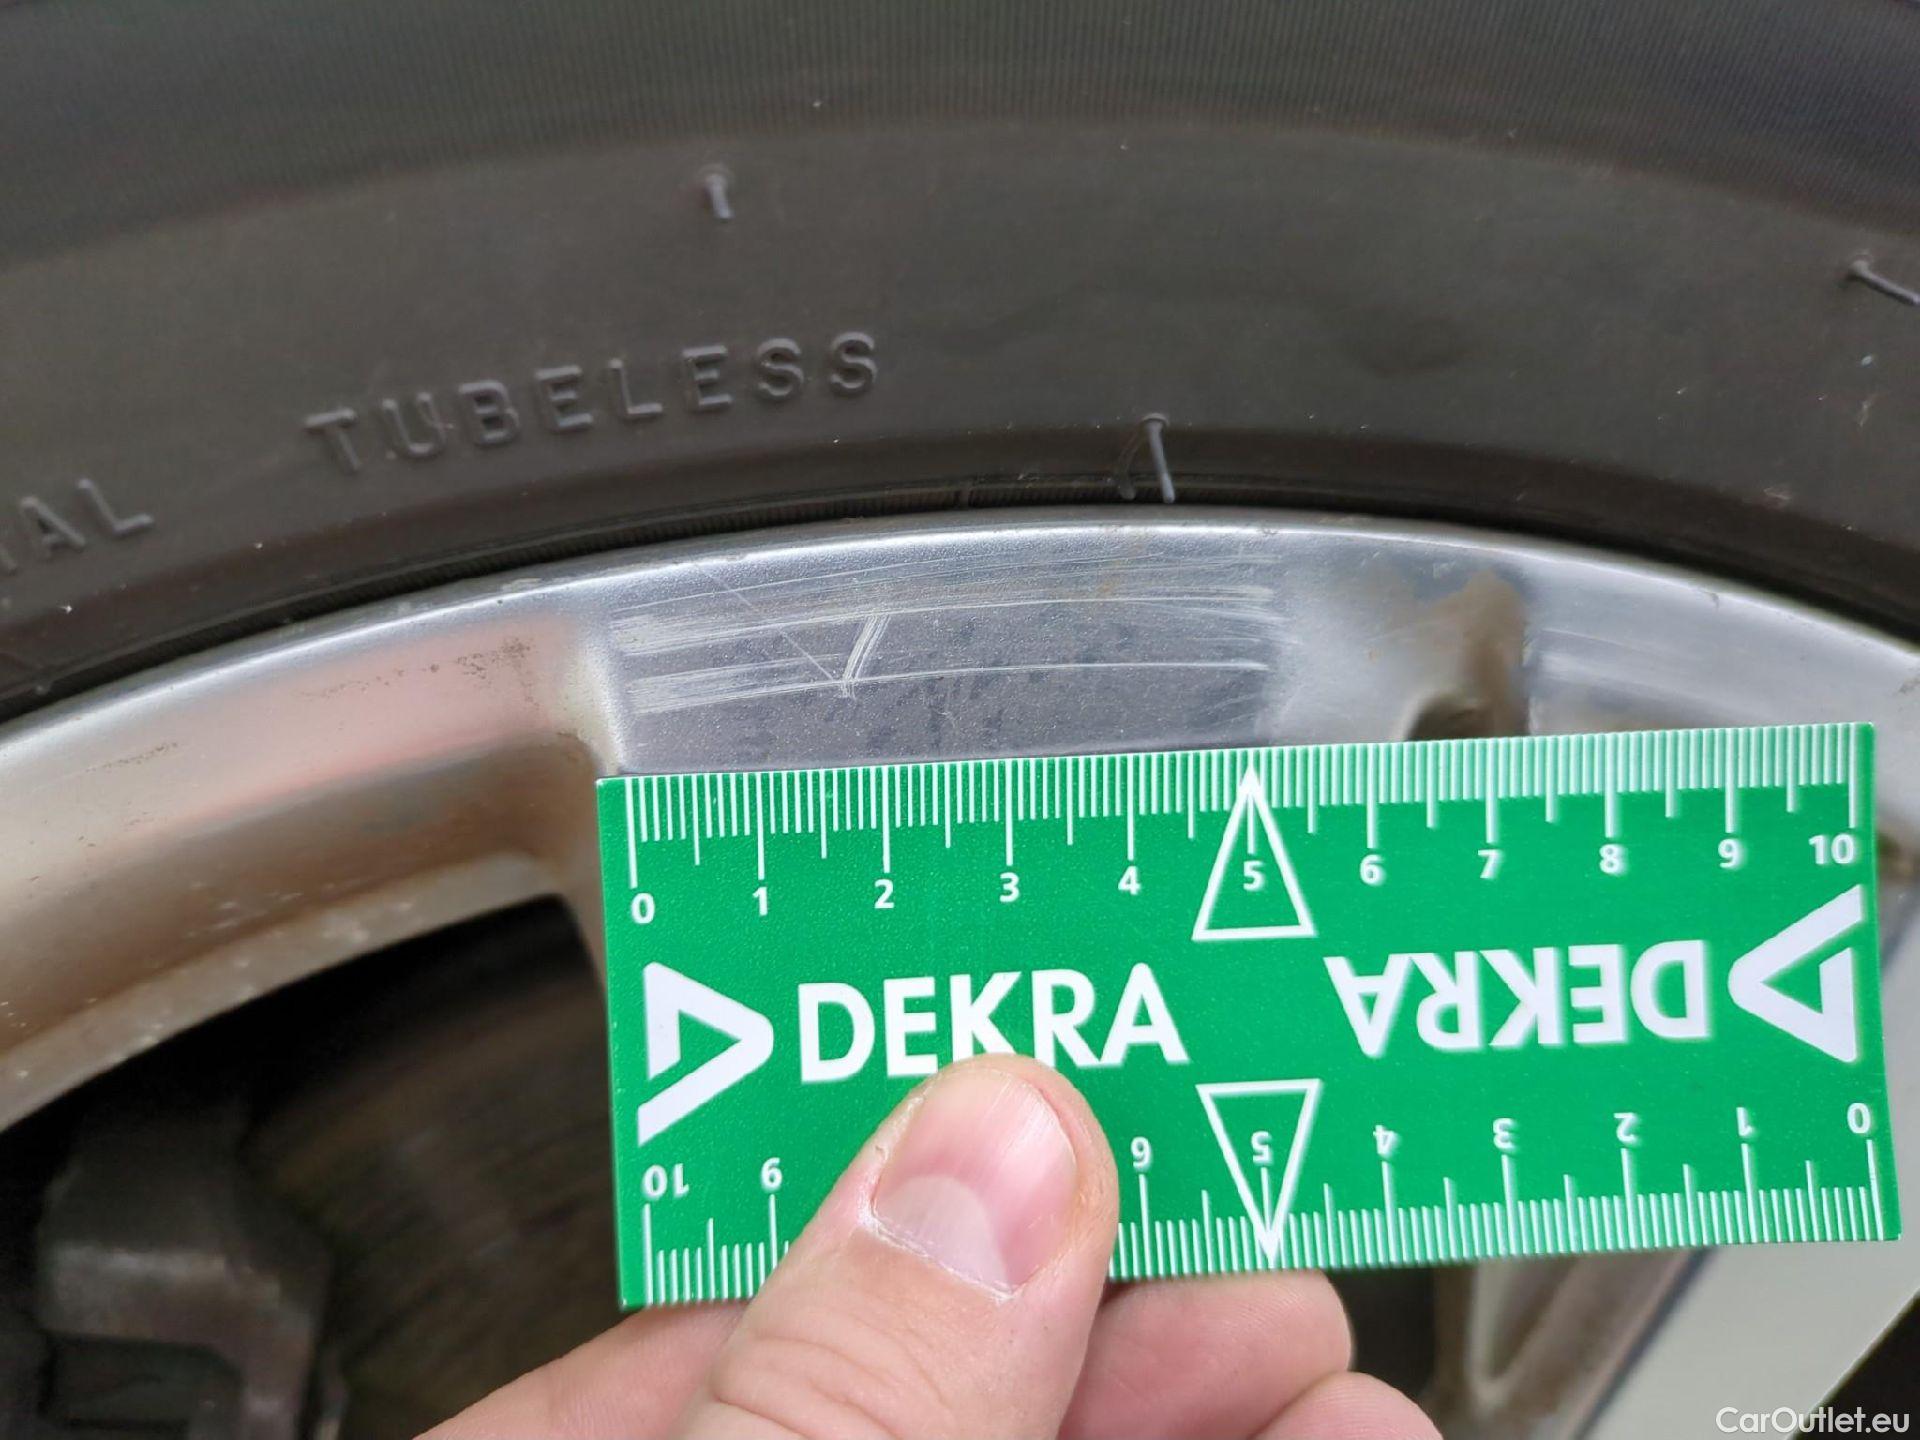 TUBELESS
IAL
0 1 2 3 4 5 6 7 8 9 10
DEKRA DEKRA
10 9 6 5 4 3 2 1 0
CarOutlet.eu